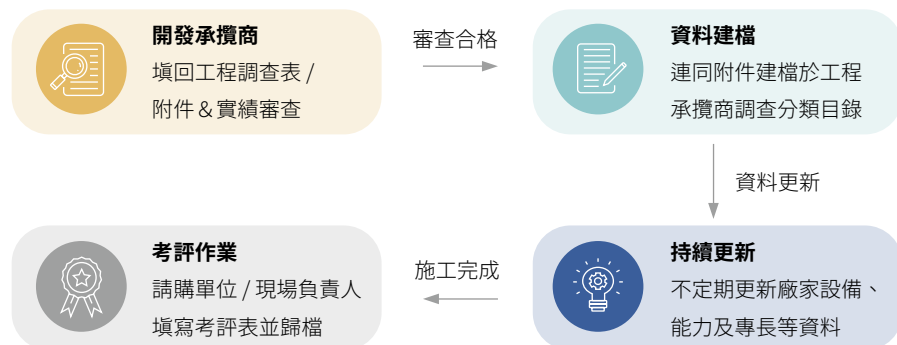 開發承攬商
填回工程調查表 /
附件＆實績審查
審查合格
資料建檔
連同附件建檔於工程
承攬商調查分類目錄
資料更新
持續更新
不定期更新廠家設備、
能力及專長等資料
施工完成
考評作業
請購單位 / 現場負責人
填寫考評表並歸檔